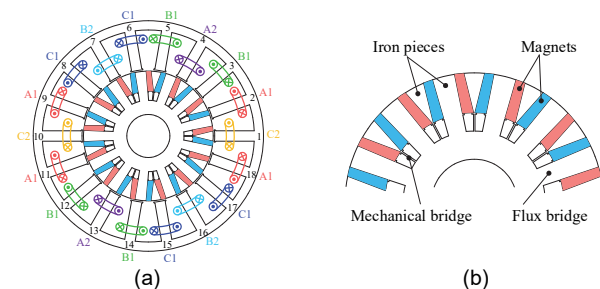 C1
B1
B2
6
5
A2
7
4
C1
B1
8
3
A1
A1
9
2
C2
10
1
C2
11
18
A1
A1
12
17
B1
C1
13
16
A2
14
15
B2
B1
C1
(a)
Iron pieces
Magnets
Mechanical bridge
Flux bridge
(b)